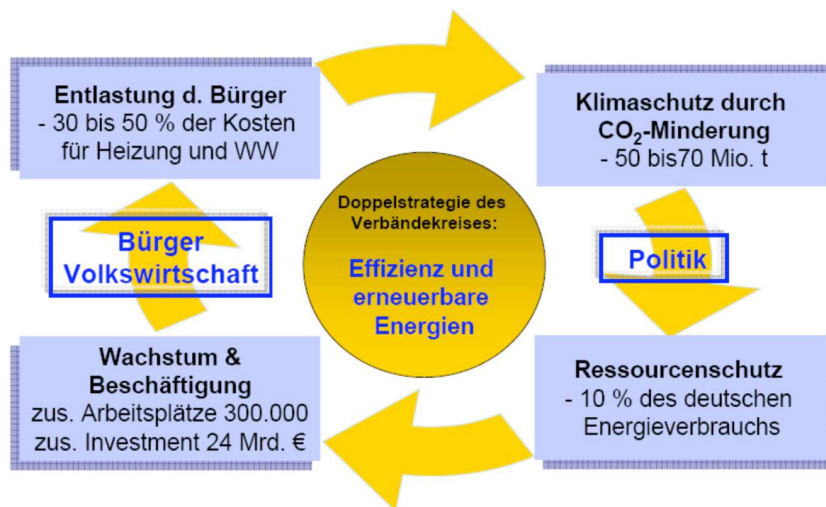 Entlastung d. Bürger
- 30 bis 50 % der Kosten
für Heizung und WW
Klimaschutz durch
CO₂-Minderung
- 50 bis70 Mio. t
Doppelstrategie des
Verbändekreises:
Effizienz und
erneuerbare
Energien
Bürger
Volkswirtschaft
Politik
Wachstum &
Beschäftigung
zus. Arbeitsplätze 300.000
zus. Investment 24 Mrd. €
Ressourcenschutz
- 10 % des deutschen
Energieverbrauchs